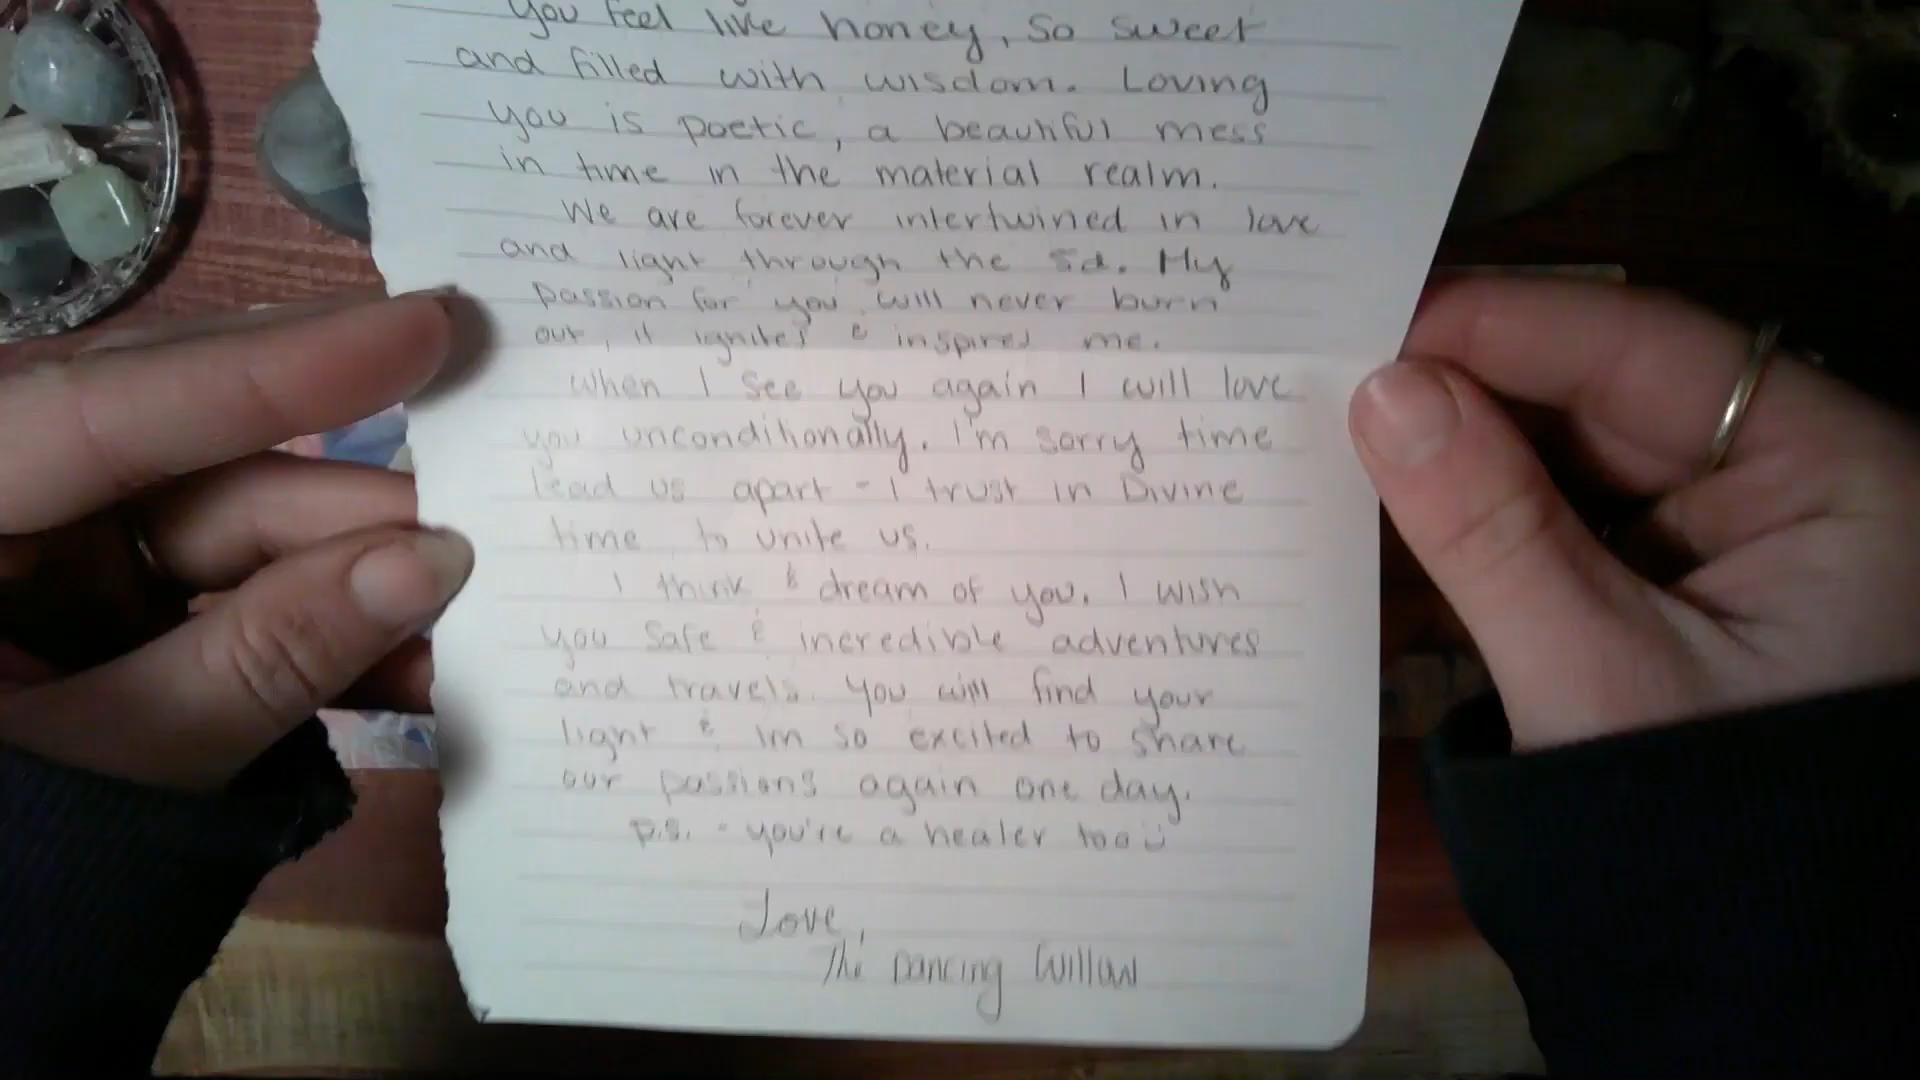 You feel like honey, so sweet
and filled with wisdom. Loving
you is poetic, a beautiful mess
in time in the material realm.
We are forever intertwined in love
and light through the 5d. My
passion for you will never burn
out, it ignites & inspires me.
When I see you again I will love
you unconditionally. I'm sorry time
lead us apart - I trust in Divine
time to unite us.
I think & dream of you. I wish
you safe & incredible adventures
and travels. You will find your
light & im so excited to share
our passions again one day.
p.s. - you're a healer too :)
Love,
The Dancing Willow